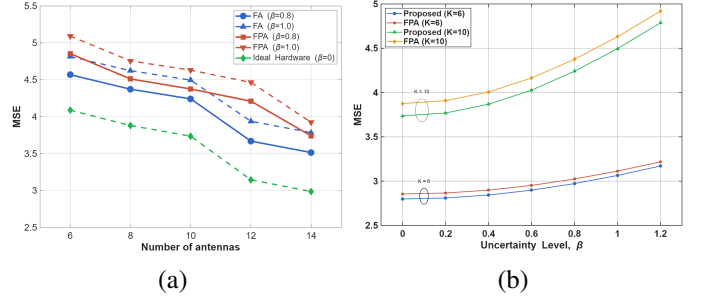 5.5
5
4.5
4
3.5
3
2.5
MSE
6
8
10
12
14
Number of antennas
FA (β=0.8)
FA (β=1.0)
FPA (β=0.8)
FPA (β=1.0)
Ideal Hardware (β=0)
(a)
5
4.5
4
3.5
3
2.5
MSE
0
0.2
0.4
0.6
0.8
1
1.2
Uncertainty Level, β
Proposed (K=6)
FPA (K=6)
Proposed (K=10)
FPA (K=10)
K = 10
K = 6
(b)